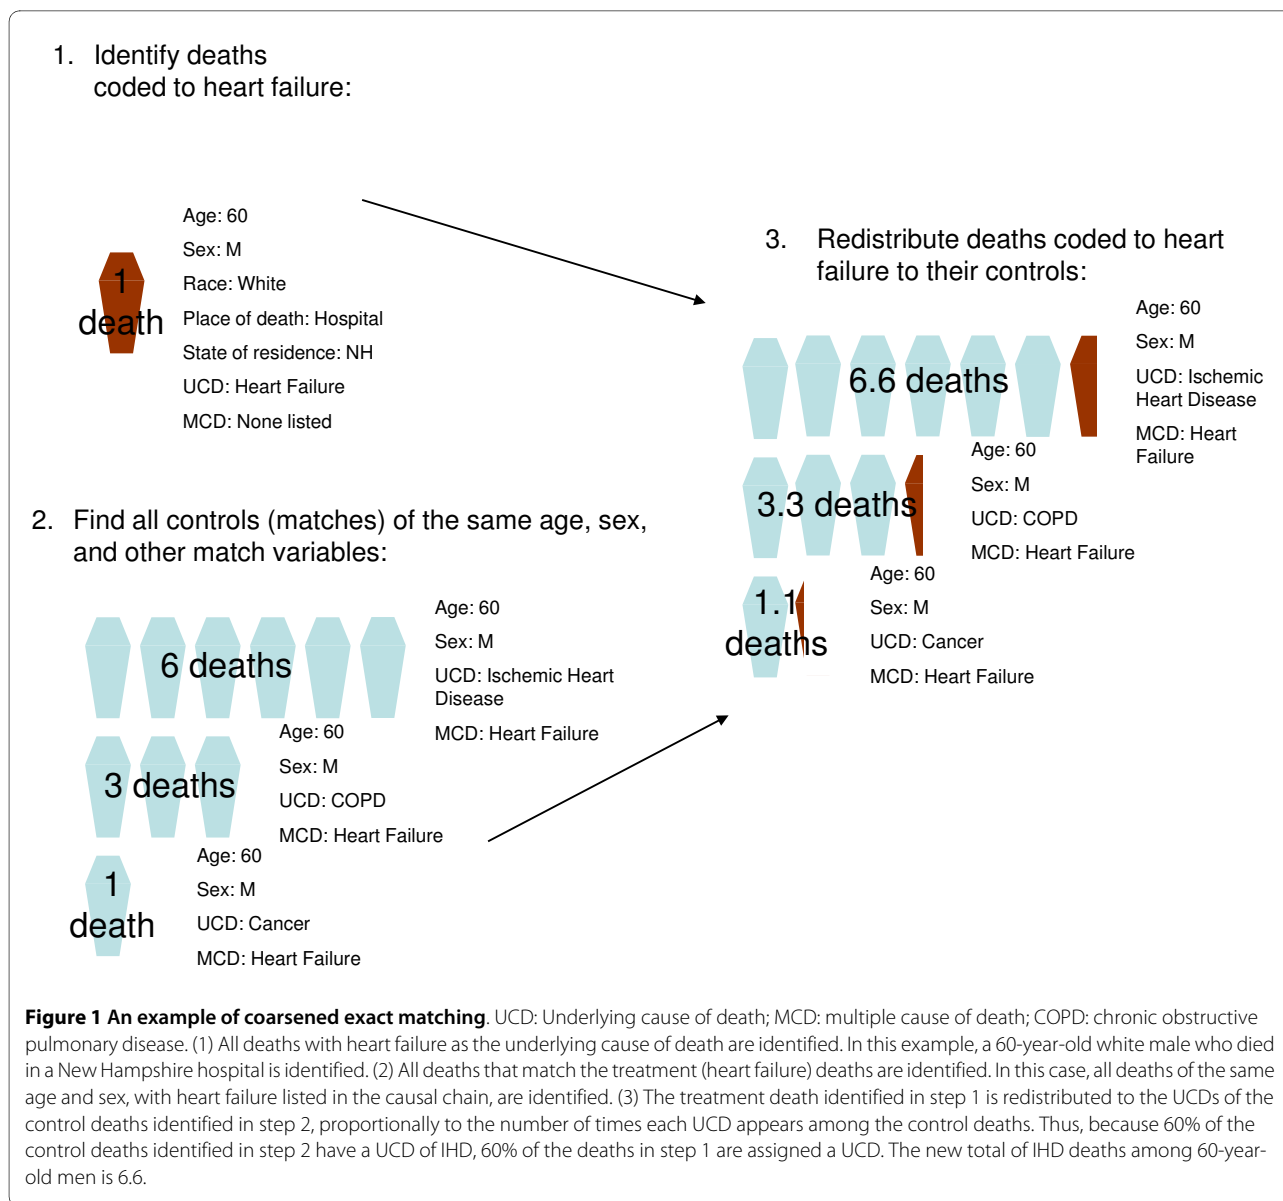 1. Identify deaths
coded to heart failure:
1
death
Age: 60
Sex: M
Race: White
Place of death: Hospital
State of residence: NH
UCD: Heart Failure
MCD: None listed
2. Find all controls (matches) of the same age, sex,
and other match variables:
6 deaths
Age: 60
Sex: M
UCD: Ischemic Heart
Disease
MCD: Heart Failure
3 deaths
Age: 60
Sex: M
UCD: COPD
MCD: Heart Failure
1
death
Age: 60
Sex: M
UCD: Cancer
MCD: Heart Failure
3. Redistribute deaths coded to heart
failure to their controls:
6.6 deaths
Age: 60
Sex: M
UCD: Ischemic
Heart Disease
MCD: Heart
Failure
3.3 deaths
Age: 60
Sex: M
UCD: COPD
MCD: Heart Failure
1.1
deaths
Age: 60
Sex: M
UCD: Cancer
MCD: Heart Failure
Figure 1 An example of coarsened exact matching. UCD: Underlying cause of death; MCD: multiple cause of death; COPD: chronic obstructive
pulmonary disease. (1) All deaths with heart failure as the underlying cause of death are identified. In this example, a 60-year-old white male who died
in a New Hampshire hospital is identified. (2) All deaths that match the treatment (heart failure) deaths are identified. In this case, all deaths of the same
age and sex, with heart failure listed in the causal chain, are identified. (3) The treatment death identified in step 1 is redistributed to the UCDs of the
control deaths identified in step 2, proportionally to the number of times each UCD appears among the control deaths. Thus, because 60% of the
control deaths identified in step 2 have a UCD of IHD, 60% of the deaths in step 1 are assigned a UCD. The new total of IHD deaths among 60-year-
old men is 6.6.